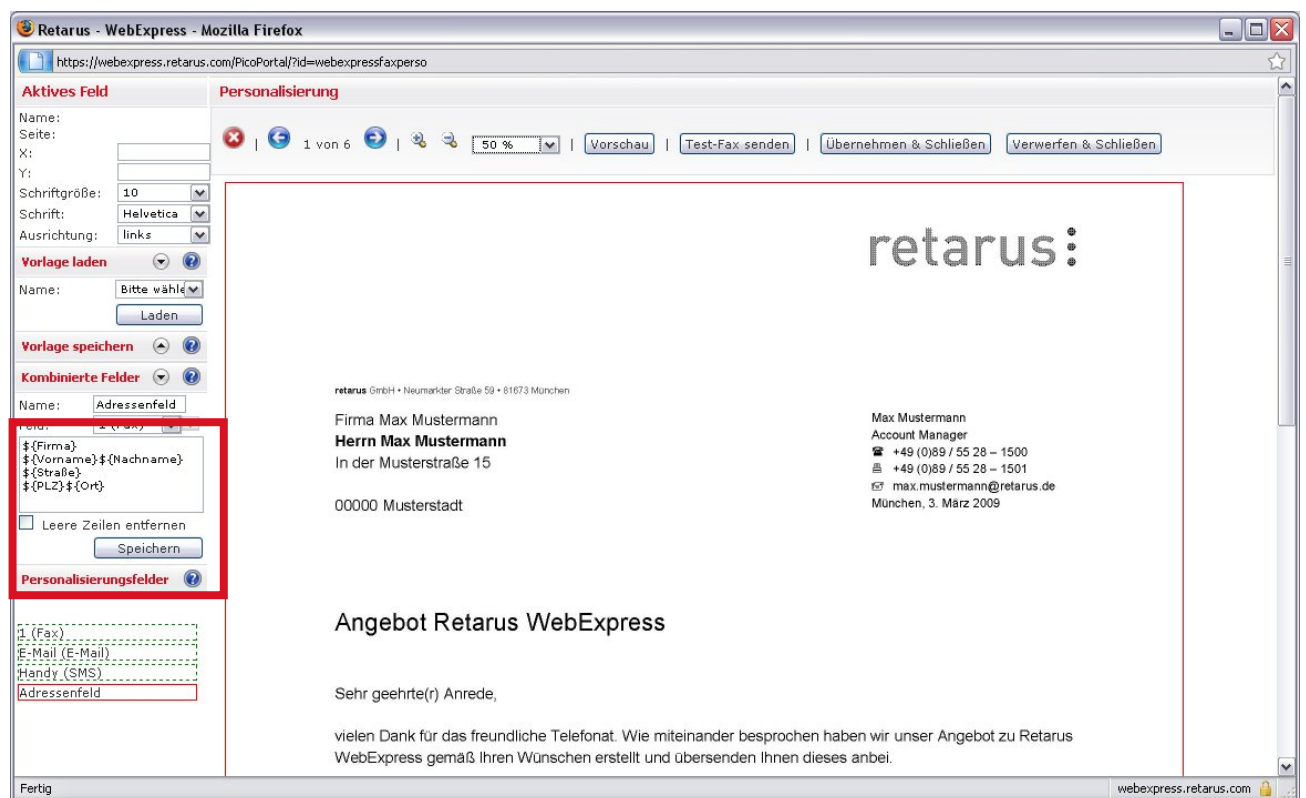 Retarus - WebExpress - Mozilla Firefox
https://webexpress.retarus.com/PicoPortal/?id=webexpressfaxperso
Aktives Feld
Name:
Seite:
X:
Y:
Schriftgröße: 10
Schrift: Helvetica
Ausrichtung: links
Vorlage laden
Name: Bitte wähle
Laden
Vorlage speichern
Kombinierte Felder
Name: Adressenfeld
Feld: 1 (Fax)
${Firma}
${Vorname}${Nachname}
${Straße}
${PLZ}${Ort}
Leere Zeilen entfernen
Speichern
Personalisierungsfelder
1 (Fax)
E-Mail (E-Mail)
Handy (SMS)
Adressenfeld
Personalisierung
| 1 von 6 | 50 % | Vorschau | Test-Fax senden | Übernehmen & Schließen Verwerfen & Schließen
retarus:
retarus GmbH • Neumarkter Straße 59 • 81673 München
Firma Max Mustermann
Herrn Max Mustermann
In der Musterstraße 15
00000 Musterstadt
Max Mustermann
Account Manager
+49 (0)89 / 55 28 – 1500
+49 (0)89 / 55 28 – 1501
max.mustermann@retarus.de
München, 3. März 2009
Angebot Retarus WebExpress
Sehr geehrte(r) Anrede,
vielen Dank für das freundliche Telefonat. Wie miteinander besprochen haben wir unser Angebot zu Retarus
WebExpress gemäß Ihren Wünschen erstellt und übersenden Ihnen dieses anbei.
Fertig
webexpress.retarus.com